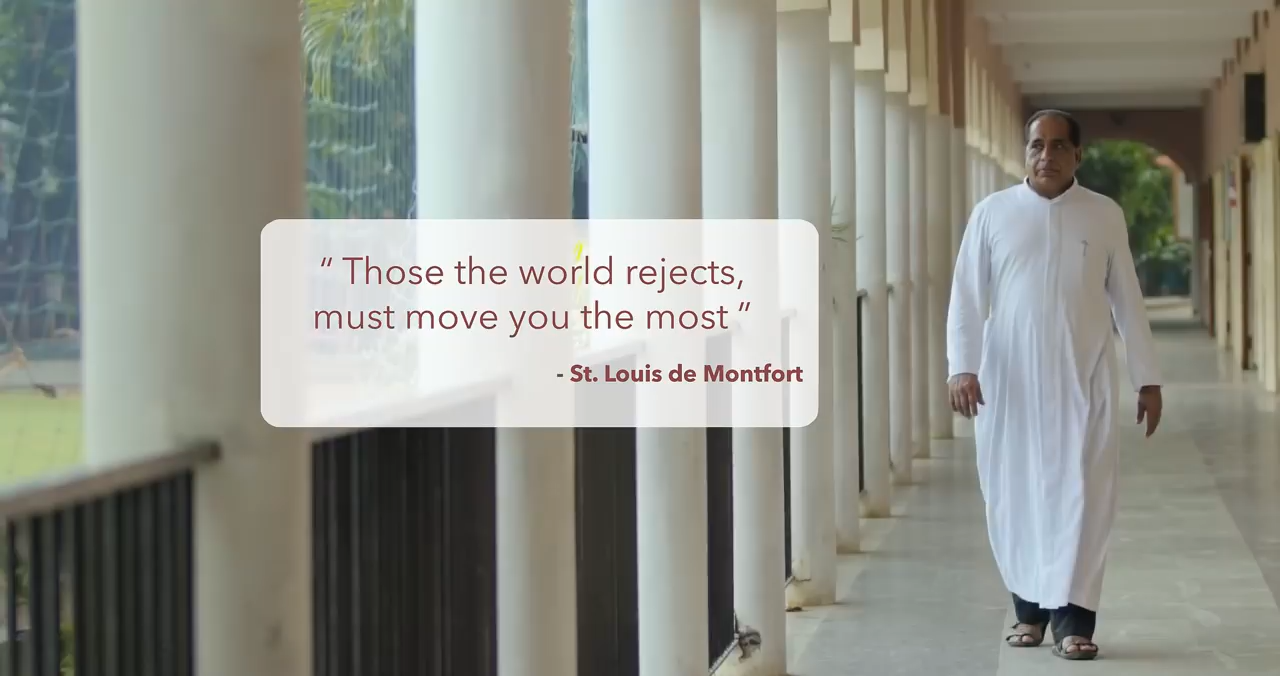 “ Those the world rejects,
must move you the most ”
- St. Louis de Montfort